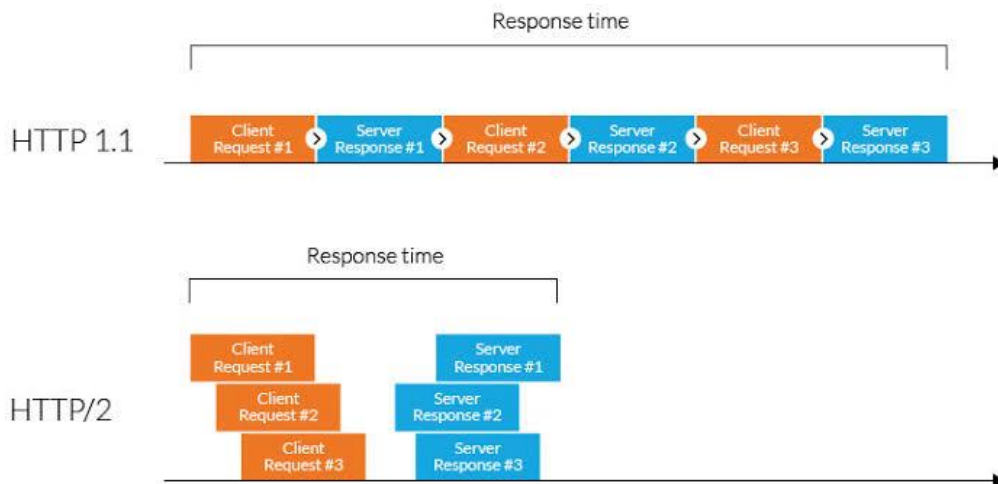 Response time
HTTP 1.1
Client
Request #1
Server
Response #1
Client
Request #2
Server
Response #2
Client
Request #3
Server
Response #3
Response time
HTTP/2
Client
Request #1
Server
Response #1
Client
Request #2
Server
Response #2
Client
Request #3
Server
Response #3